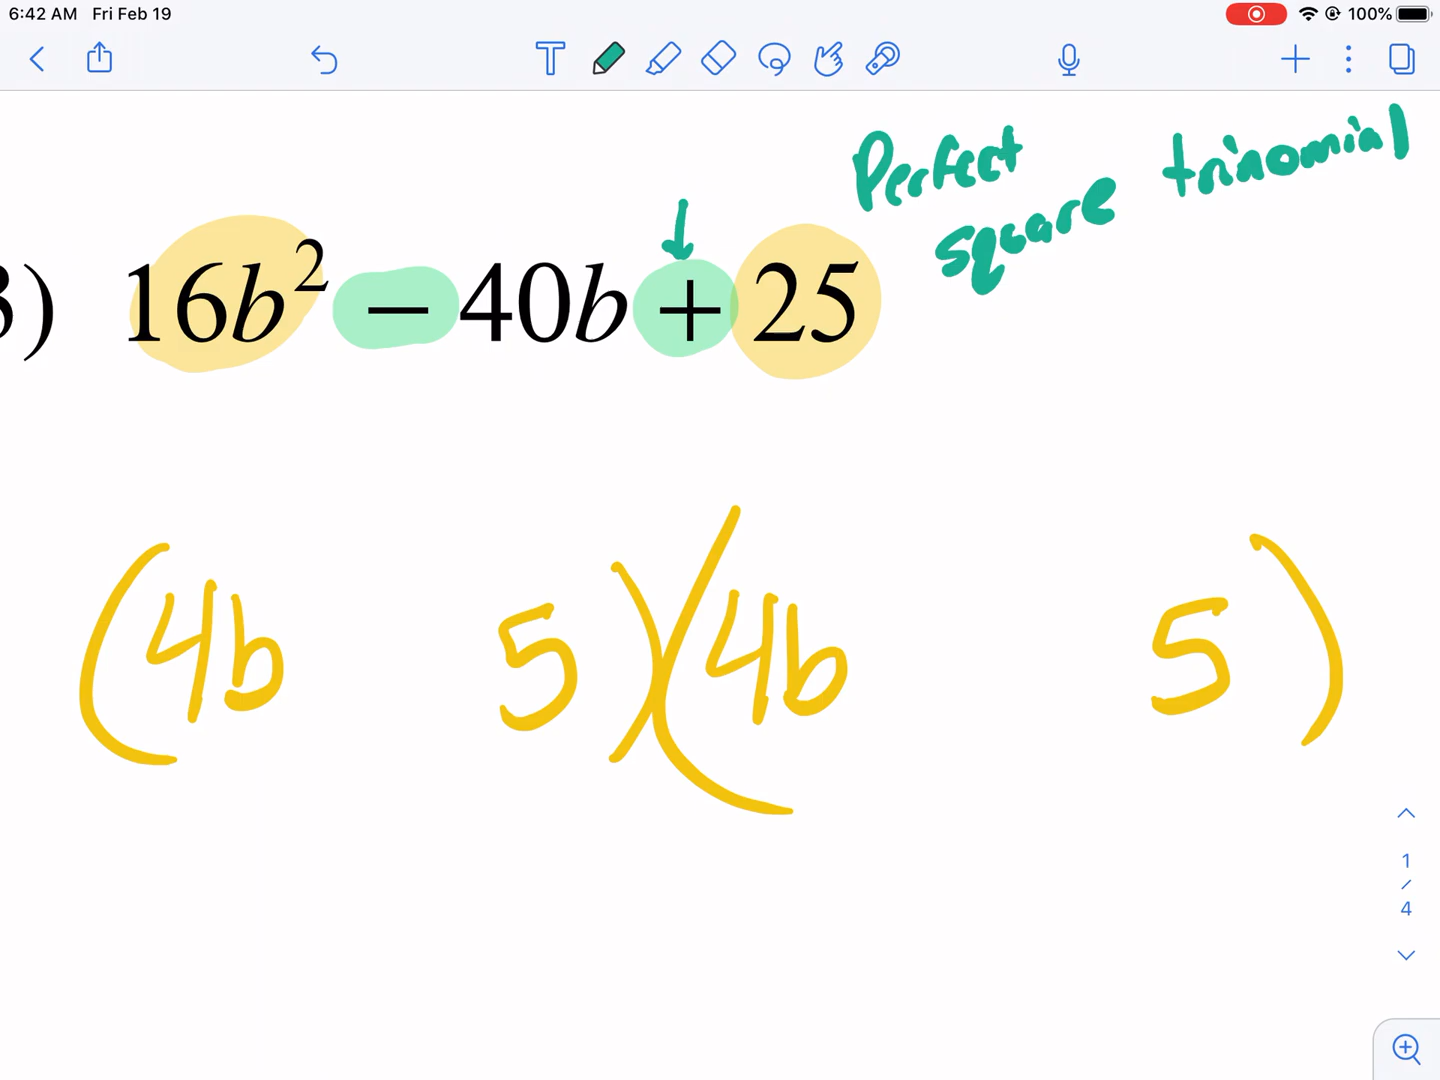 6:42 AM Fri Feb 19
100%
T
Perfect
square trinomial
3) 16b² − 40b + 25
(4b 5)(4b 5)
1
/
4